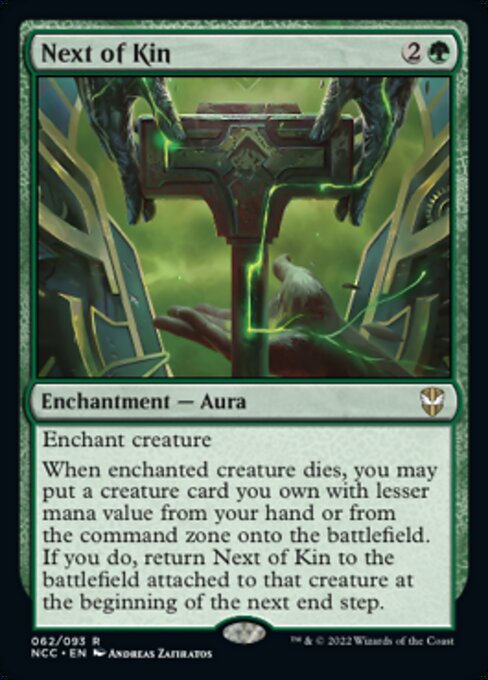 Next of Kin 2
Enchantment — Aura
Enchant creature
When enchanted creature dies, you may
put a creature card you own with lesser
mana value from your hand or from
the command zone onto the battlefield.
If you do, return Next of Kin to the
battlefield attached to that creature at
the beginning of the next end step.
062/093 R
NCC • EN Andreas Zafiratos
™ & © 2022 Wizards of the Coast